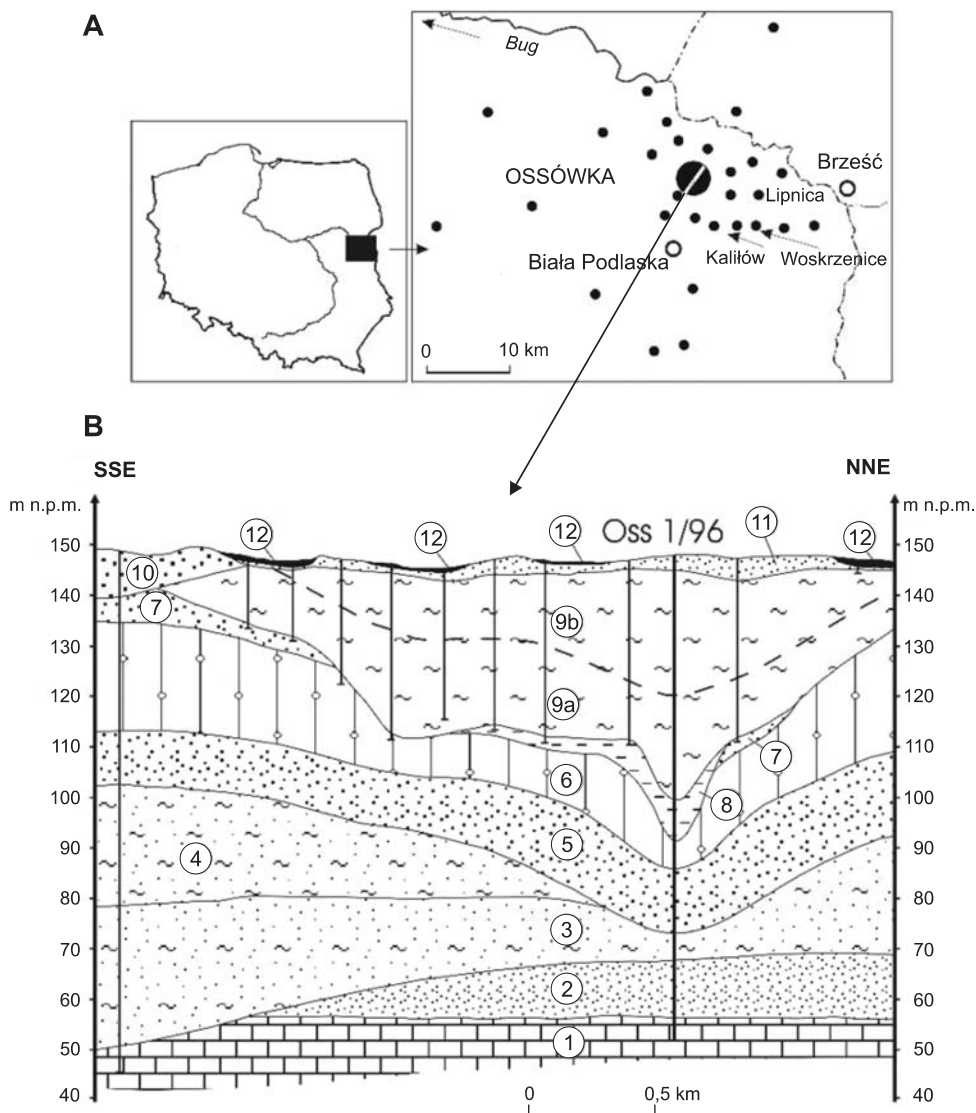 A
Bug
OSSÓWKA
Brześć
Lipnica
Biała Podlaska
Kaliłów
Woskrzenice
0 10 km
B
SSE NNE
m n.p.m. m n.p.m.
12 12 12 Oss 1/96 11 12
150 150
10
140 140
7
9b
130 130
120 120
9a
110 110
7
6
100 8 100
5
90 90
4
80 80
3
70 70
2
60 60
1
50 50
40 40
0 0,5 km